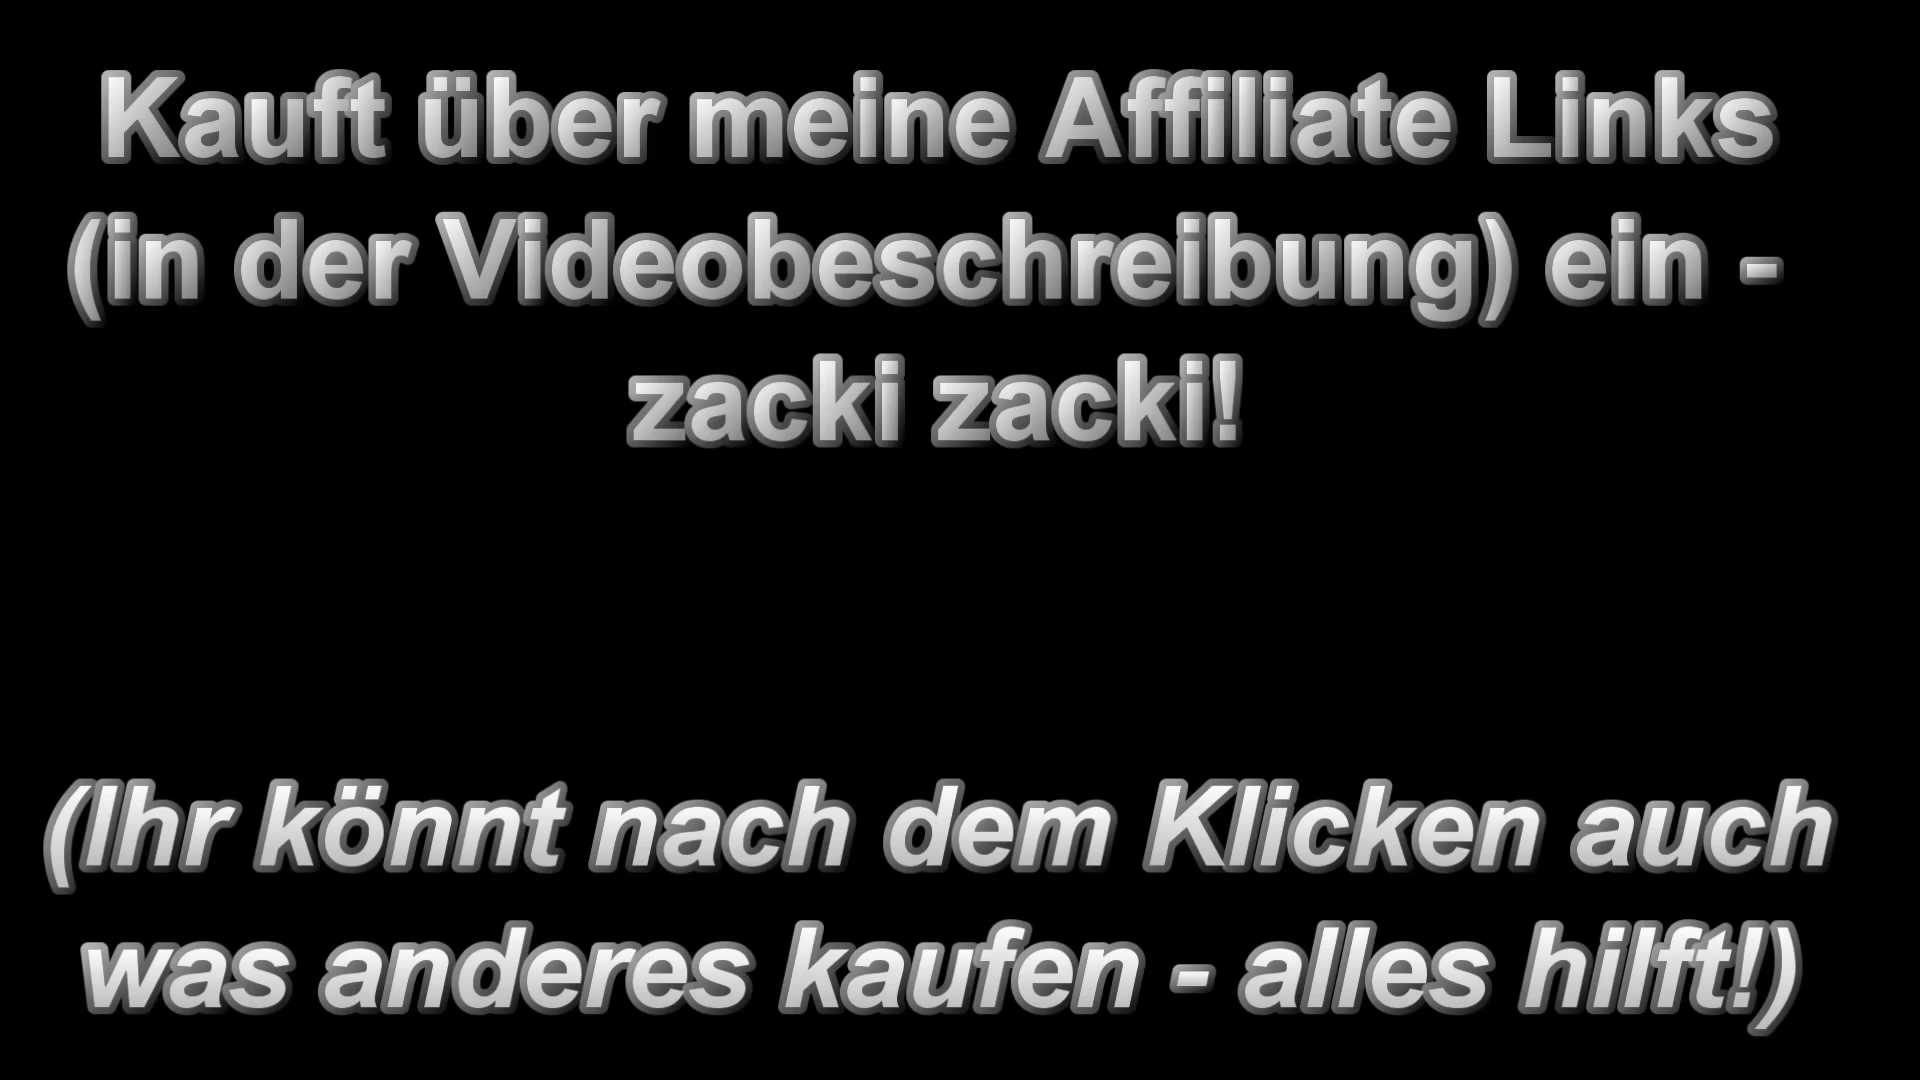 Kauft über meine Affiliate Links
(in der Videobeschreibung) ein -
zacki zacki!
(Ihr könnt nach dem Klicken auch
was anderes kaufen - alles hilft!)